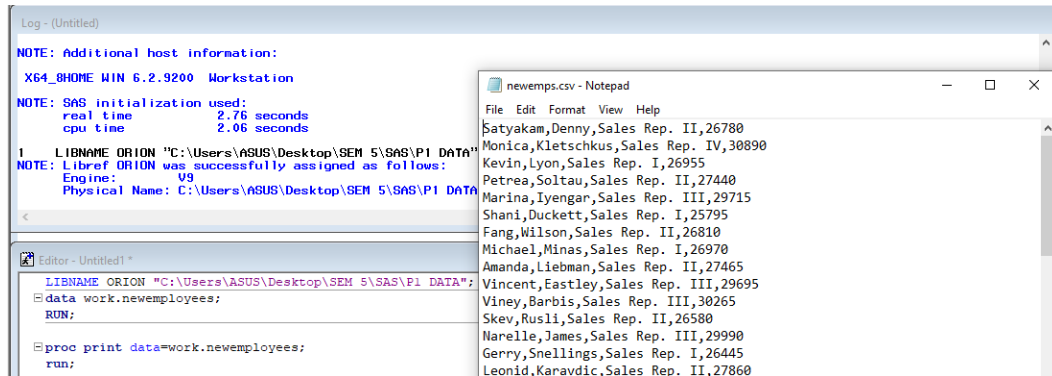 Log - (Untitled)
NOTE: Additional host information:
X64_8HOME WIN 6.2.9200 Workstation
NOTE: SAS initialization used:
real time 2.76 seconds
cpu time 2.06 seconds
1 LIBNAME ORION "C:\Users\ASUS\Desktop\SEM 5\SAS\P1 DATA"
NOTE: Libref ORION was successfully assigned as follows:
Engine: V9
Physical Name: C:\Users\ASUS\Desktop\SEM 5\SAS\P1 DATA
Editor - Untitled1 *
LIBNAME ORION "C:\Users\ASUS\Desktop\SEM 5\SAS\P1 DATA";
data work.newemployees;
RUN;
proc print data=work.newemployees;
run;
newemps.csv - Notepad
File Edit Format View Help
Satyakam,Denny,Sales Rep. II,26780
Monica,Kletschkus,Sales Rep. IV,30890
Kevin,Lyon,Sales Rep. I,26955
Petrea,Soltau,Sales Rep. II,27440
Marina,Iyengar,Sales Rep. III,29715
Shani,Duckett,Sales Rep. I,25795
Fang,Wilson,Sales Rep. II,26810
Michael,Minas,Sales Rep. I,26970
Amanda,Liebman,Sales Rep. II,27465
Vincent,Eastley,Sales Rep. III,29695
Viney,Barbis,Sales Rep. III,30265
Skev,Rusli,Sales Rep. II,26580
Narelle,James,Sales Rep. III,29990
Gerry,Snellings,Sales Rep. I,26445
Leonid,Karavdic,Sales Rep. II,27860